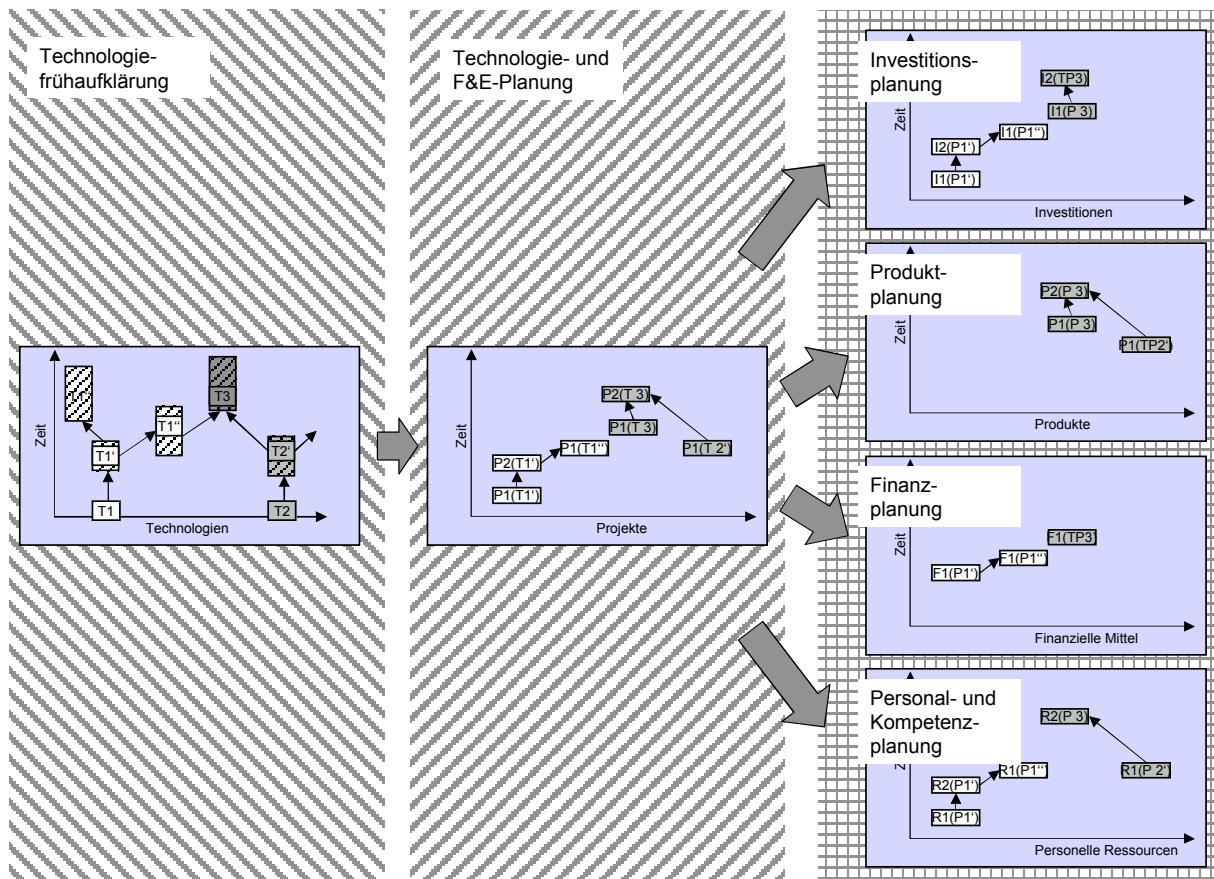 Technologie-
frühaufklärung
Zeit
T3
T1‘‘
T1‘
T2‘
T1
T2
Technologien
Technologie- und
F&E-Planung
Zeit
P2(T 3)
P1(T 3)
P1(T1‘‘)
P1(T 2‘)
P2(T1‘)
P1(T1‘)
Projekte
Investitions-
planung
Zeit
I2(TP3)
I1(P 3)
I1(P1‘‘)
I2(P1‘)
I1(P1‘)
Investitionen
Produkt-
planung
Zeit
P2(P 3)
P1(P 3)
P1(TP2‘)
Produkte
Finanz-
planung
Zeit
F1(TP3)
F1(P1‘‘)
F1(P1‘)
Finanzielle Mittel
Personal- und
Kompetenz-
planung
R2(P 3)
R1(P1‘‘)
R1(P 2‘)
R2(P1‘)
R1(P1‘)
Personelle Ressourcen